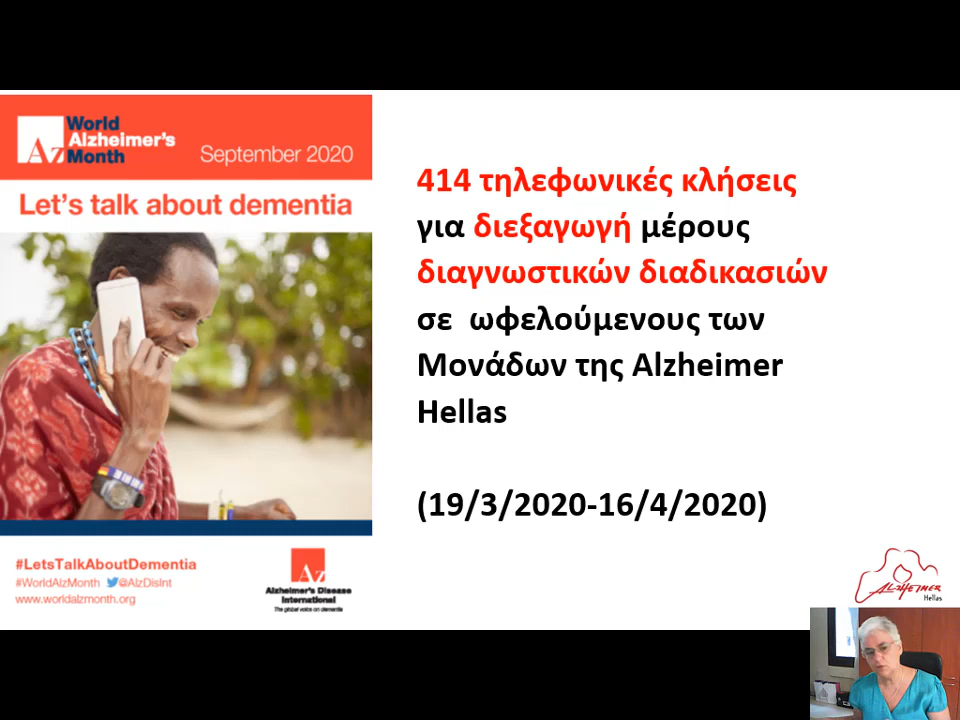 World
Alzheimer's
Month
Az
September 2020
Let's talk about dementia
#LetsTalkAboutDementia
#WorldAlzMonth @AlzDisInt
www.worldalzmonth.org
Az
Alzheimer's Disease
International
The global voice on dementia
414 τηλεφωνικές κλήσεις
για διεξαγωγή μέρους
διαγνωστικών διαδικασιών
σε ωφελούμενους των
Μονάδων της Alzheimer
Hellas
(19/3/2020-16/4/2020)
ALZHEIMER
Hellas